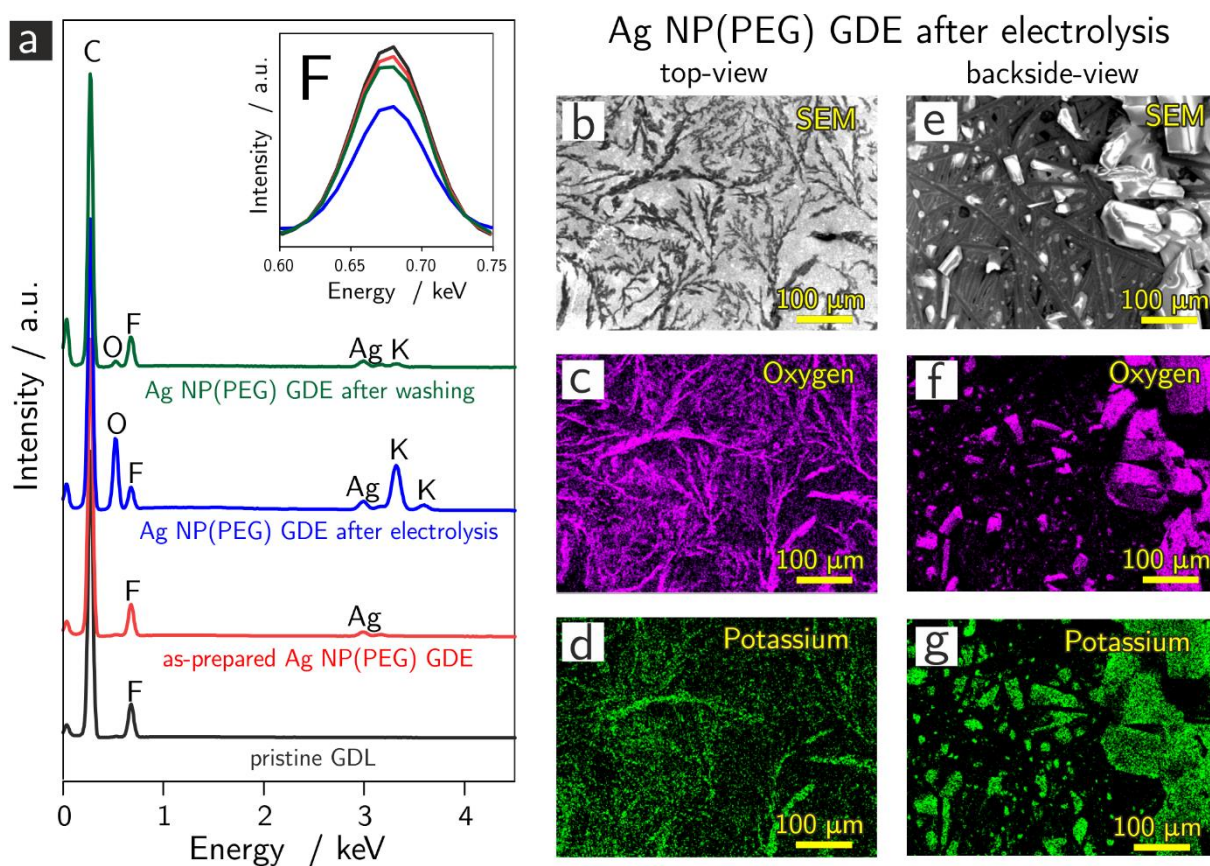 a
C
O
F
Ag
K
Ag NP(PEG) GDE after washing
O
F
Ag
K
K
Ag NP(PEG) GDE after electrolysis
F
Ag
as-prepared Ag NP(PEG) GDE
F
pristine GDL
0
1
2
3
4
Energy / keV
Intensity / a.u.
F
Intensity / a.u.
0.60
0.65
0.70
0.75
Energy / keV
Ag NP(PEG) GDE after electrolysis
top-view
backside-view
b
SEM
100 μm
e
SEM
100 μm
c
Oxygen
100 μm
f
Oxygen
100 μm
d
Potassium
100 μm
g
Potassium
100 μm